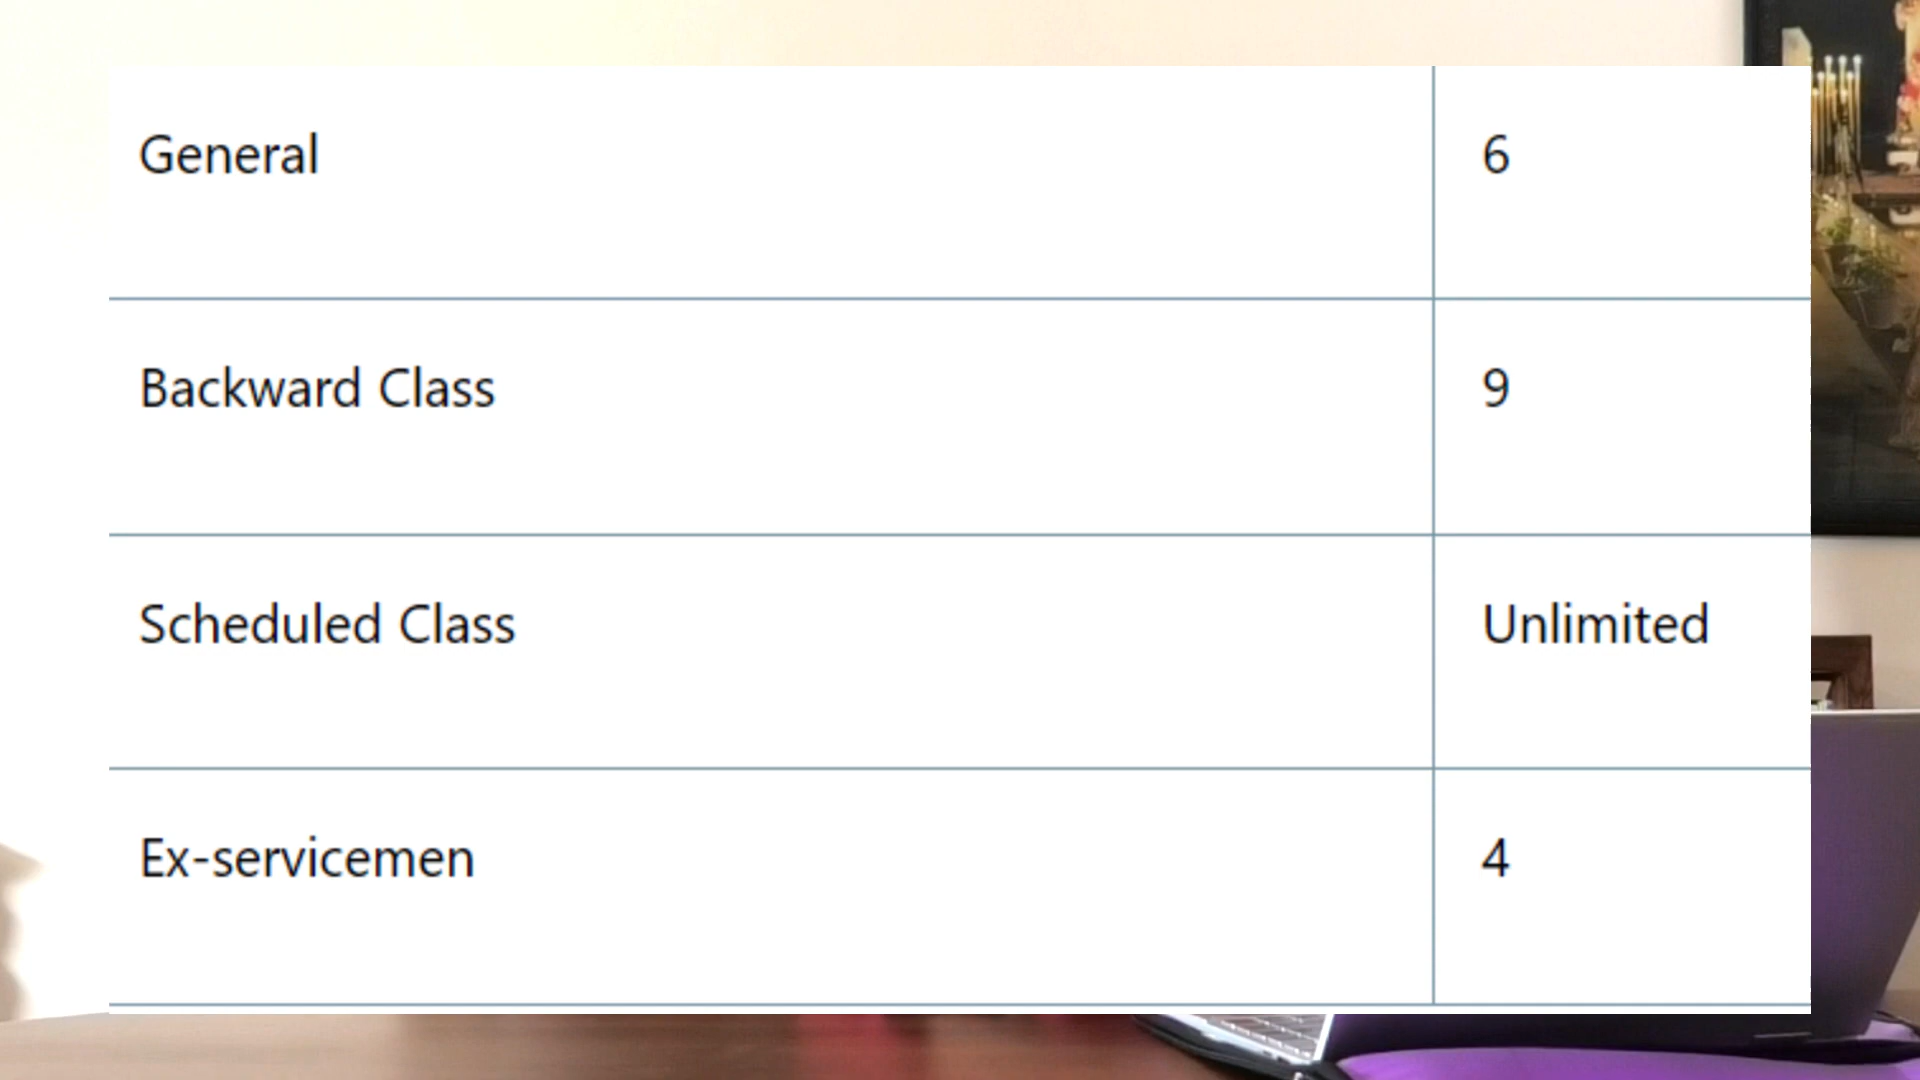 General 6
Backward Class 9
Scheduled Class Unlimited
Ex-servicemen 4